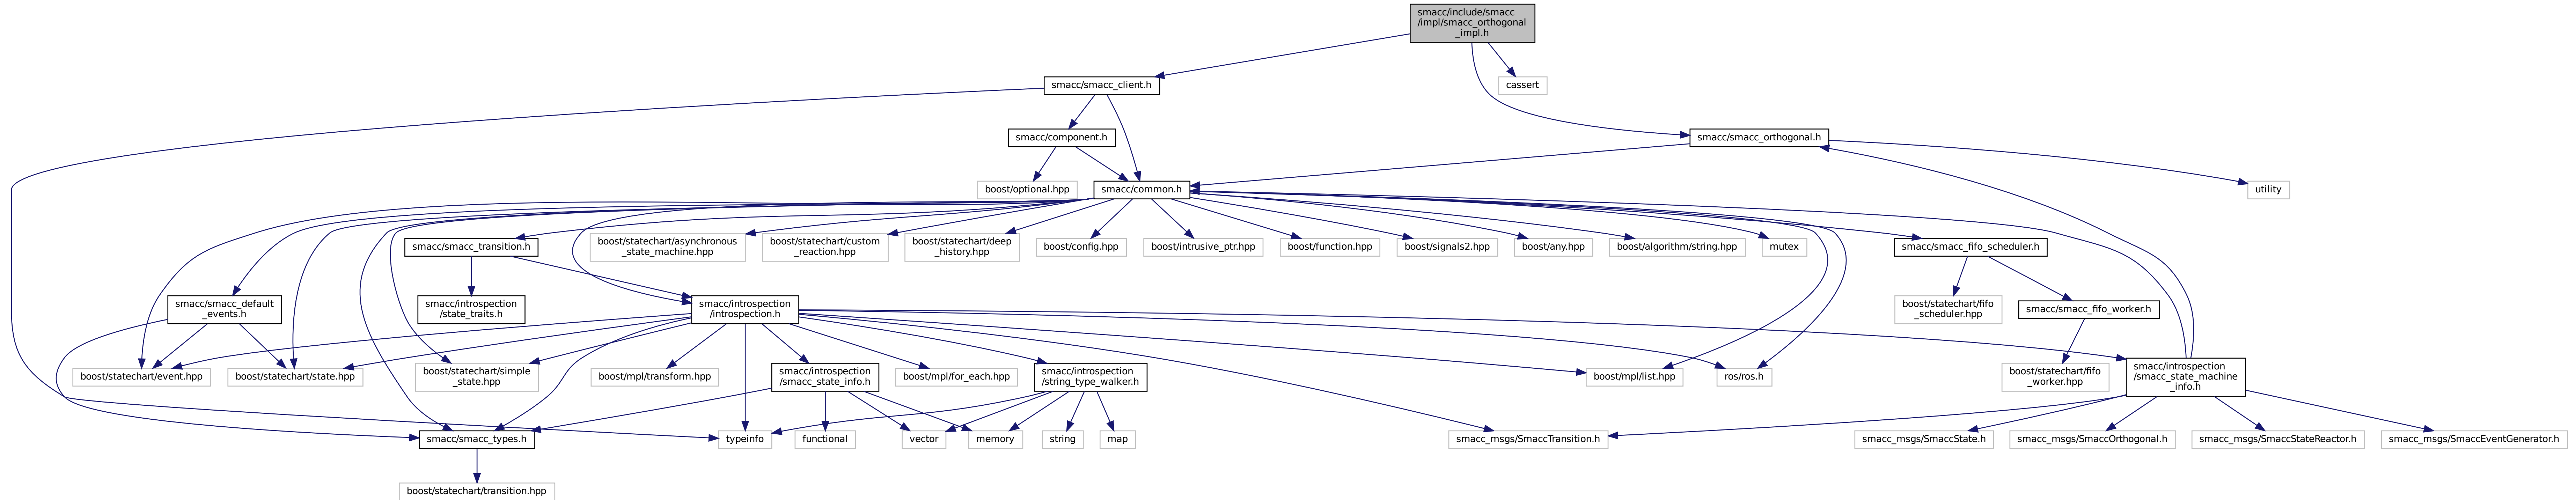 smacc/include/smacc
/impl/smacc_orthogonal
_impl.h
smacc/smacc_client.h
cassert
smacc/component.h
smacc/smacc_orthogonal.h
boost/optional.hpp
smacc/common.h
utility
smacc/smacc_transition.h
boost/statechart/asynchronous
_state_machine.hpp
boost/statechart/custom
_reaction.hpp
boost/statechart/deep
_history.hpp
boost/config.hpp
boost/intrusive_ptr.hpp
boost/function.hpp
boost/signals2.hpp
boost/any.hpp
boost/algorithm/string.hpp
mutex
smacc/smacc_fifo_scheduler.h
smacc/smacc_default
_events.h
smacc/introspection
/state_traits.h
smacc/introspection
/introspection.h
boost/statechart/fifo
_scheduler.hpp
smacc/smacc_fifo_worker.h
boost/statechart/event.hpp
boost/statechart/state.hpp
boost/statechart/simple
_state.hpp
boost/mpl/transform.hpp
smacc/introspection
/smacc_state_info.h
boost/mpl/for_each.hpp
smacc/introspection
/string_type_walker.h
boost/mpl/list.hpp
ros/ros.h
boost/statechart/fifo
_worker.hpp
smacc/introspection
/smacc_state_machine
_info.h
smacc/smacc_types.h
typeinfo
functional
vector
memory
string
map
smacc_msgs/SmaccTransition.h
smacc_msgs/SmaccState.h
smacc_msgs/SmaccOrthogonal.h
smacc_msgs/SmaccStateReactor.h
smacc_msgs/SmaccEventGenerator.h
boost/statechart/transition.hpp